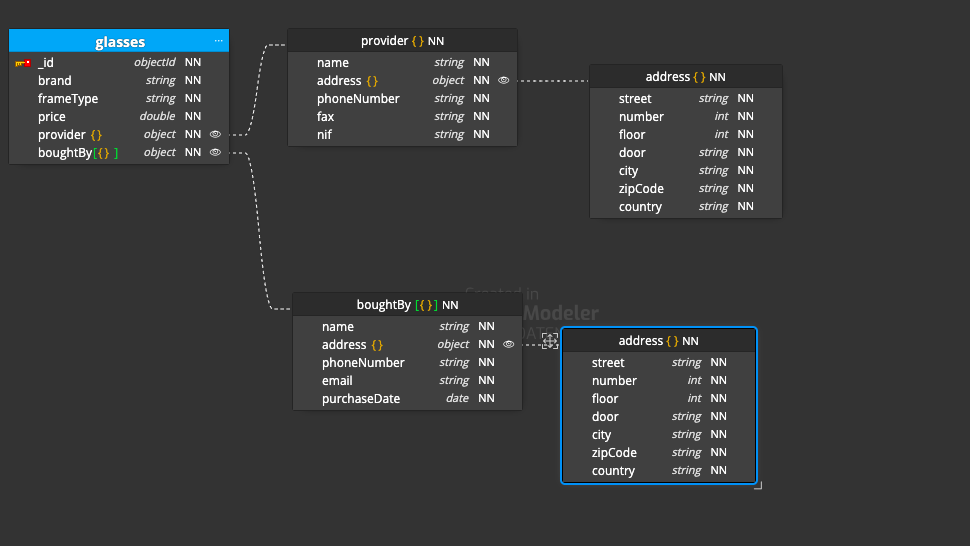 glasses ...
_id objectId NN
brand string NN
frameType string NN
price double NN
provider {} object NN
boughtBy[{} ] object NN
provider {} NN
name string NN
address {} object NN
phoneNumber string NN
fax string NN
nif string NN
address {} NN
street string NN
number int NN
floor int NN
door string NN
city string NN
zipCode string NN
country string NN
Created in
Modeler
DATE
boughtBy [{}] NN
name string NN
address {} object NN
phoneNumber string NN
email string NN
purchaseDate date NN
address {} NN
street string NN
number int NN
floor int NN
door string NN
city string NN
zipCode string NN
country string NN